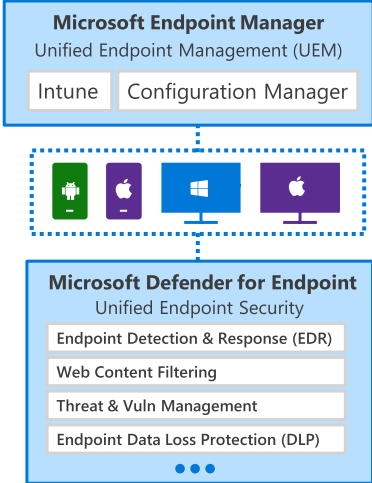 Microsoft Endpoint Manager
Unified Endpoint Management (UEM)
Intune
Configuration Manager
Microsoft Defender for Endpoint
Unified Endpoint Security
Endpoint Detection & Response (EDR)
Web Content Filtering
Threat & Vuln Management
Endpoint Data Loss Protection (DLP)